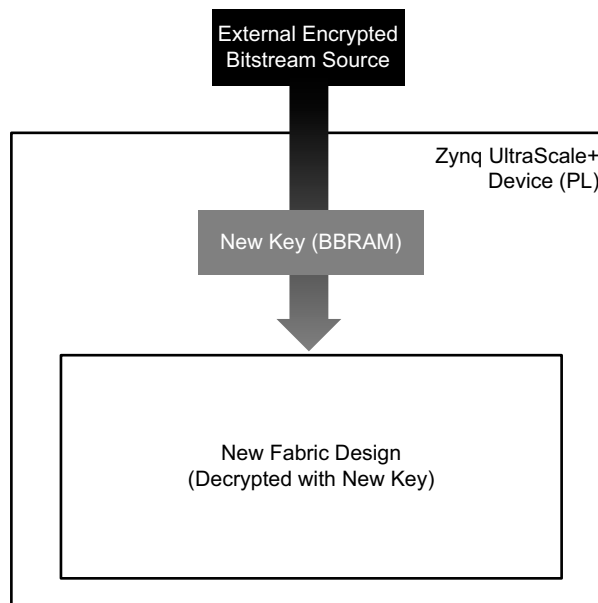 External Encrypted
Bitstream Source
Zynq UltraScale+
Device (PL)
New Key (BBRAM)
New Fabric Design
(Decrypted with New Key)